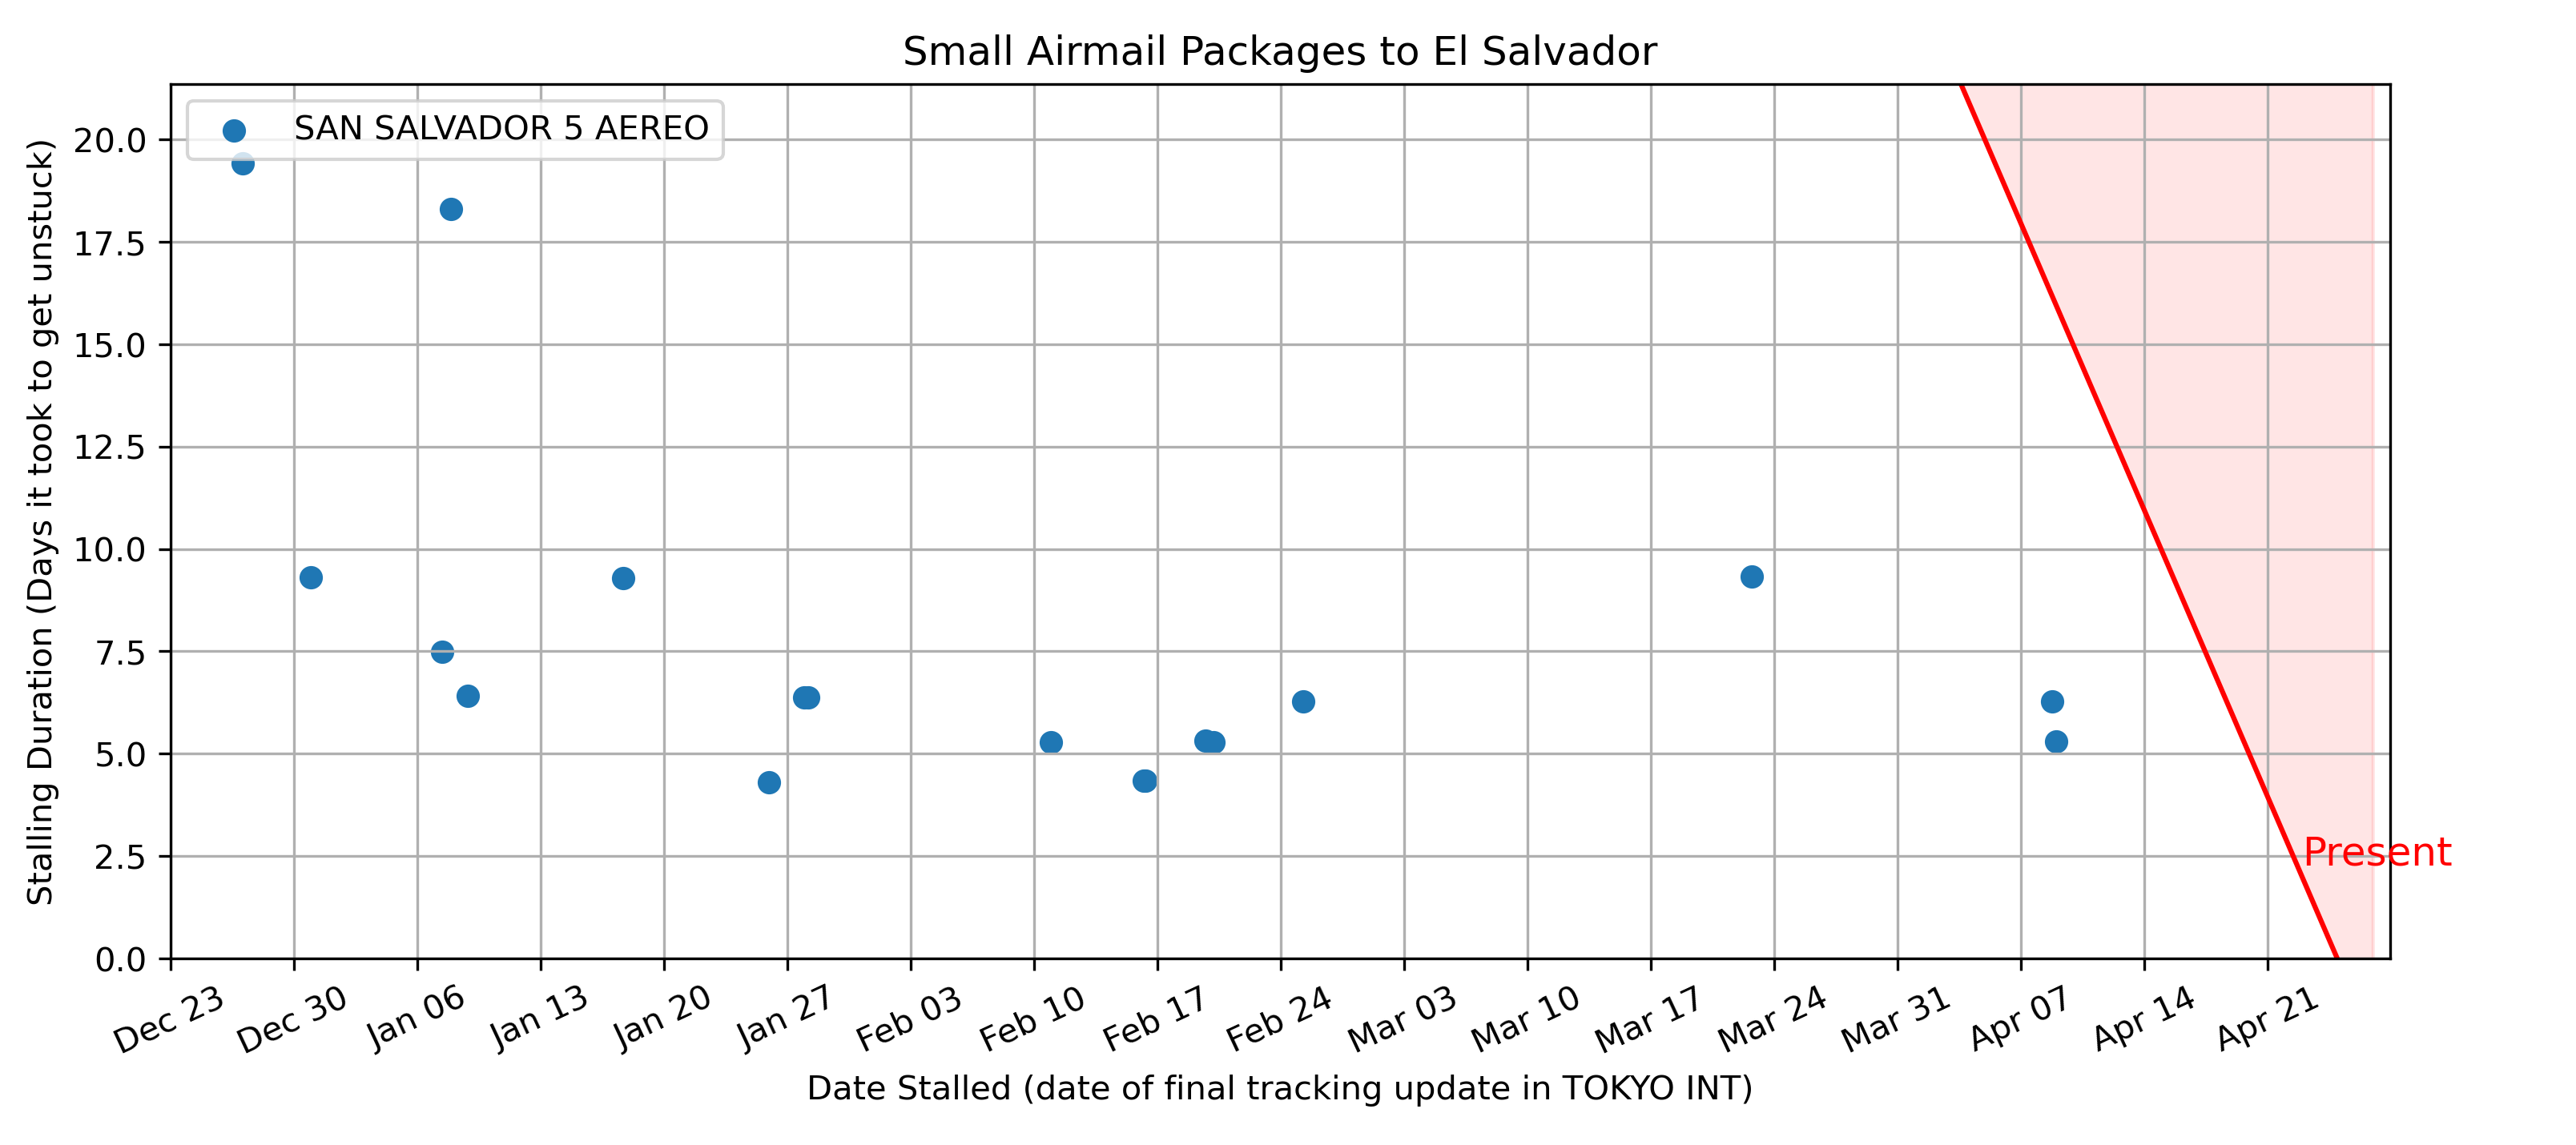 Small Airmail Packages to El Salvador
SAN SALVADOR 5 AEREO
Stalling Duration (Days it took to get unstuck)
20.0
17.5
15.0
12.5
10.0
7.5
5.0
2.5
0.0
Present
Dec 23
Dec 30
Jan 06
Jan 13
Jan 20
Jan 27
Feb 03
Feb 10
Feb 17
Feb 24
Mar 03
Mar 10
Mar 17
Mar 24
Mar 31
Apr 07
Apr 14
Apr 21
Date Stalled (date of final tracking update in TOKYO INT)